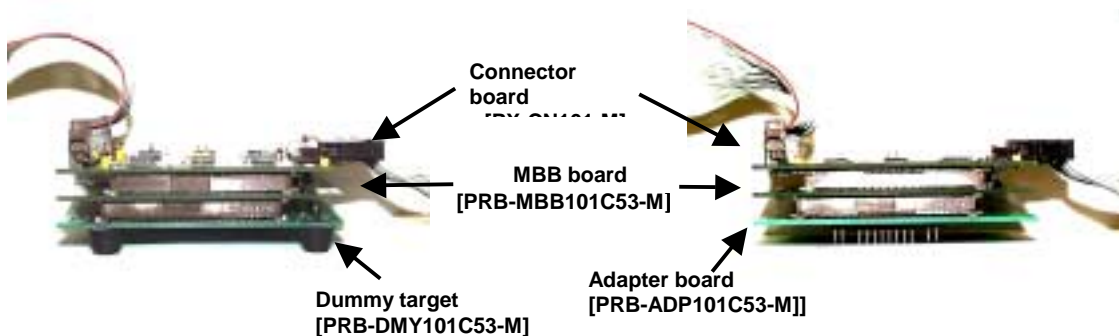 Connector
board
MBB board
[PRB-MBB101C53-M]
Adapter board
[PRB-ADP101C53-M]]
Dummy target
[PRB-DMY101C53-M]